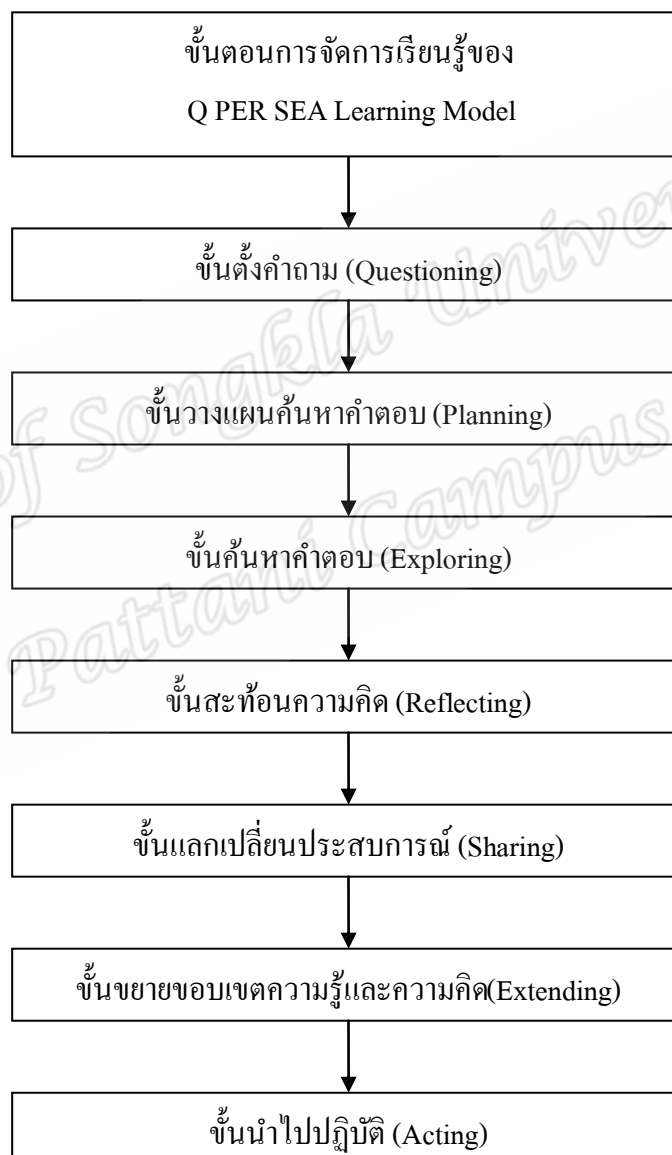 ขั้นตอนการจัดการเรียนรู้ของ
Q PER SEA Learning Model
ขั้นตั้งคำถาม (Questioning)
ขั้นวางแผนค้นหาคำตอบ (Planning)
ขั้นค้นหาคำตอบ (Exploring)
ขั้นสะท้อนความคิด (Reflecting)
ขั้นแลกเปลี่ยนประสบการณ์ (Sharing)
ขั้นขยายขอบเขตความรู้และความคิด(Extending)
ขั้นนำไปปฏิบัติ (Acting)
of Songkla Univer
Pattani Campus